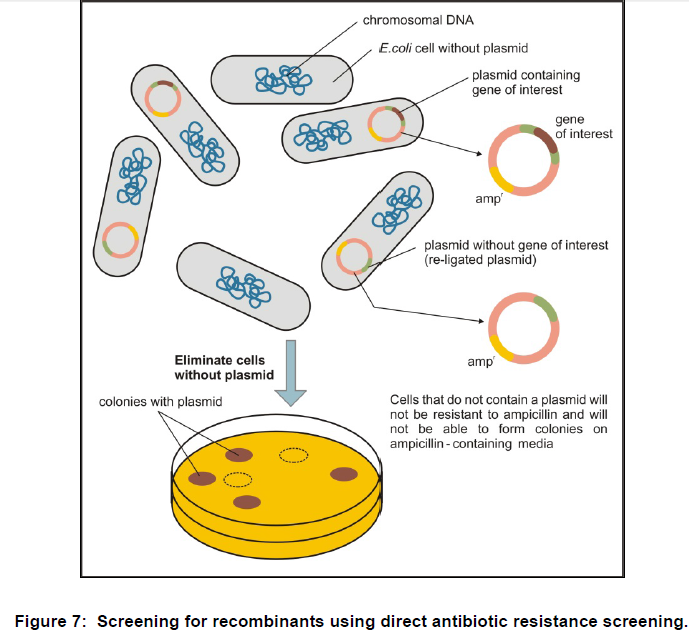 chromosomal DNA
E.coli cell without plasmid
plasmid containing
gene of interest
gene
of interest
ampʳ
plasmid without gene of interest
(re-ligated plasmid)
ampʳ
Eliminate cells
without plasmid
colonies with plasmid
Cells that do not contain a plasmid will
not be resistant to ampicillin and will
not be able to form colonies on
ampicillin-containing media
Figure 7: Screening for recombinants using direct antibiotic resistance screening.